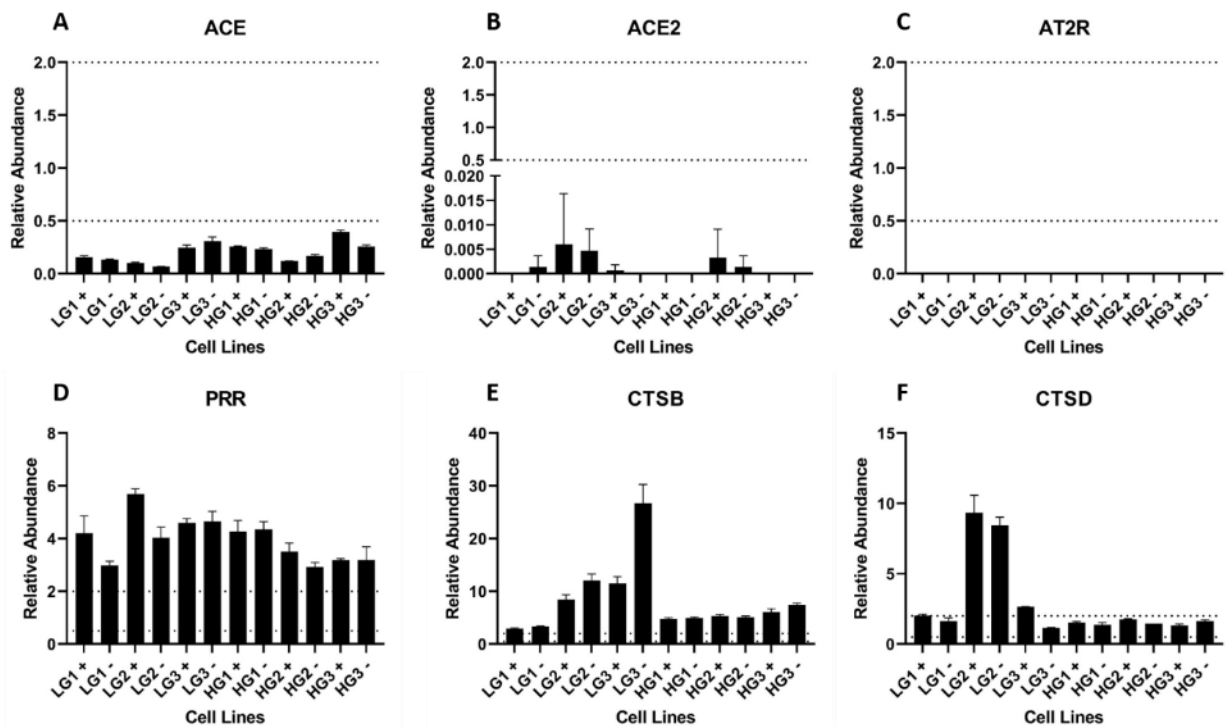 A
ACE
Relative Abundance
2.0
1.5
1.0
0.5
0.0
LG1 +
LG1 -
LG2 +
LG2 -
LG3 +
LG3 -
HG1 +
HG1 -
HG2 +
HG2 -
HG3 +
HG3 -
Cell Lines
B
ACE2
Relative Abundance
2.0
1.5
1.0
0.5
0.020
0.015
0.010
0.005
0.000
LG1 +
LG1 -
LG2 +
LG2 -
LG3 +
LG3 -
HG1 +
HG1 -
HG2 +
HG2 -
HG3 +
HG3 -
Cell Lines
C
AT2R
Relative Abundance
2.0
1.5
1.0
0.5
0.0
LG1 +
LG1 -
LG2 +
LG2 -
LG3 +
LG3 -
HG1 +
HG1 -
HG2 +
HG2 -
HG3 +
HG3 -
Cell Lines
D
PRR
Relative Abundance
8
6
4
2
0
LG1 +
LG1 -
LG2 +
LG2 -
LG3 +
LG3 -
HG1 +
HG1 -
HG2 +
HG2 -
HG3 +
HG3 -
Cell Lines
E
CTSB
Relative Abundance
40
30
20
10
0
LG1 +
LG1 -
LG2 +
LG2 -
LG3 +
LG3 -
HG1 +
HG1 -
HG2 +
HG2 -
HG3 +
HG3 -
Cell Lines
F
CTSD
Relative Abundance
15
10
5
0
LG1 +
LG1 -
LG2 +
LG2 -
LG3 +
LG3 -
HG1 +
HG1 -
HG2 +
HG2 -
HG3 +
HG3 -
Cell Lines